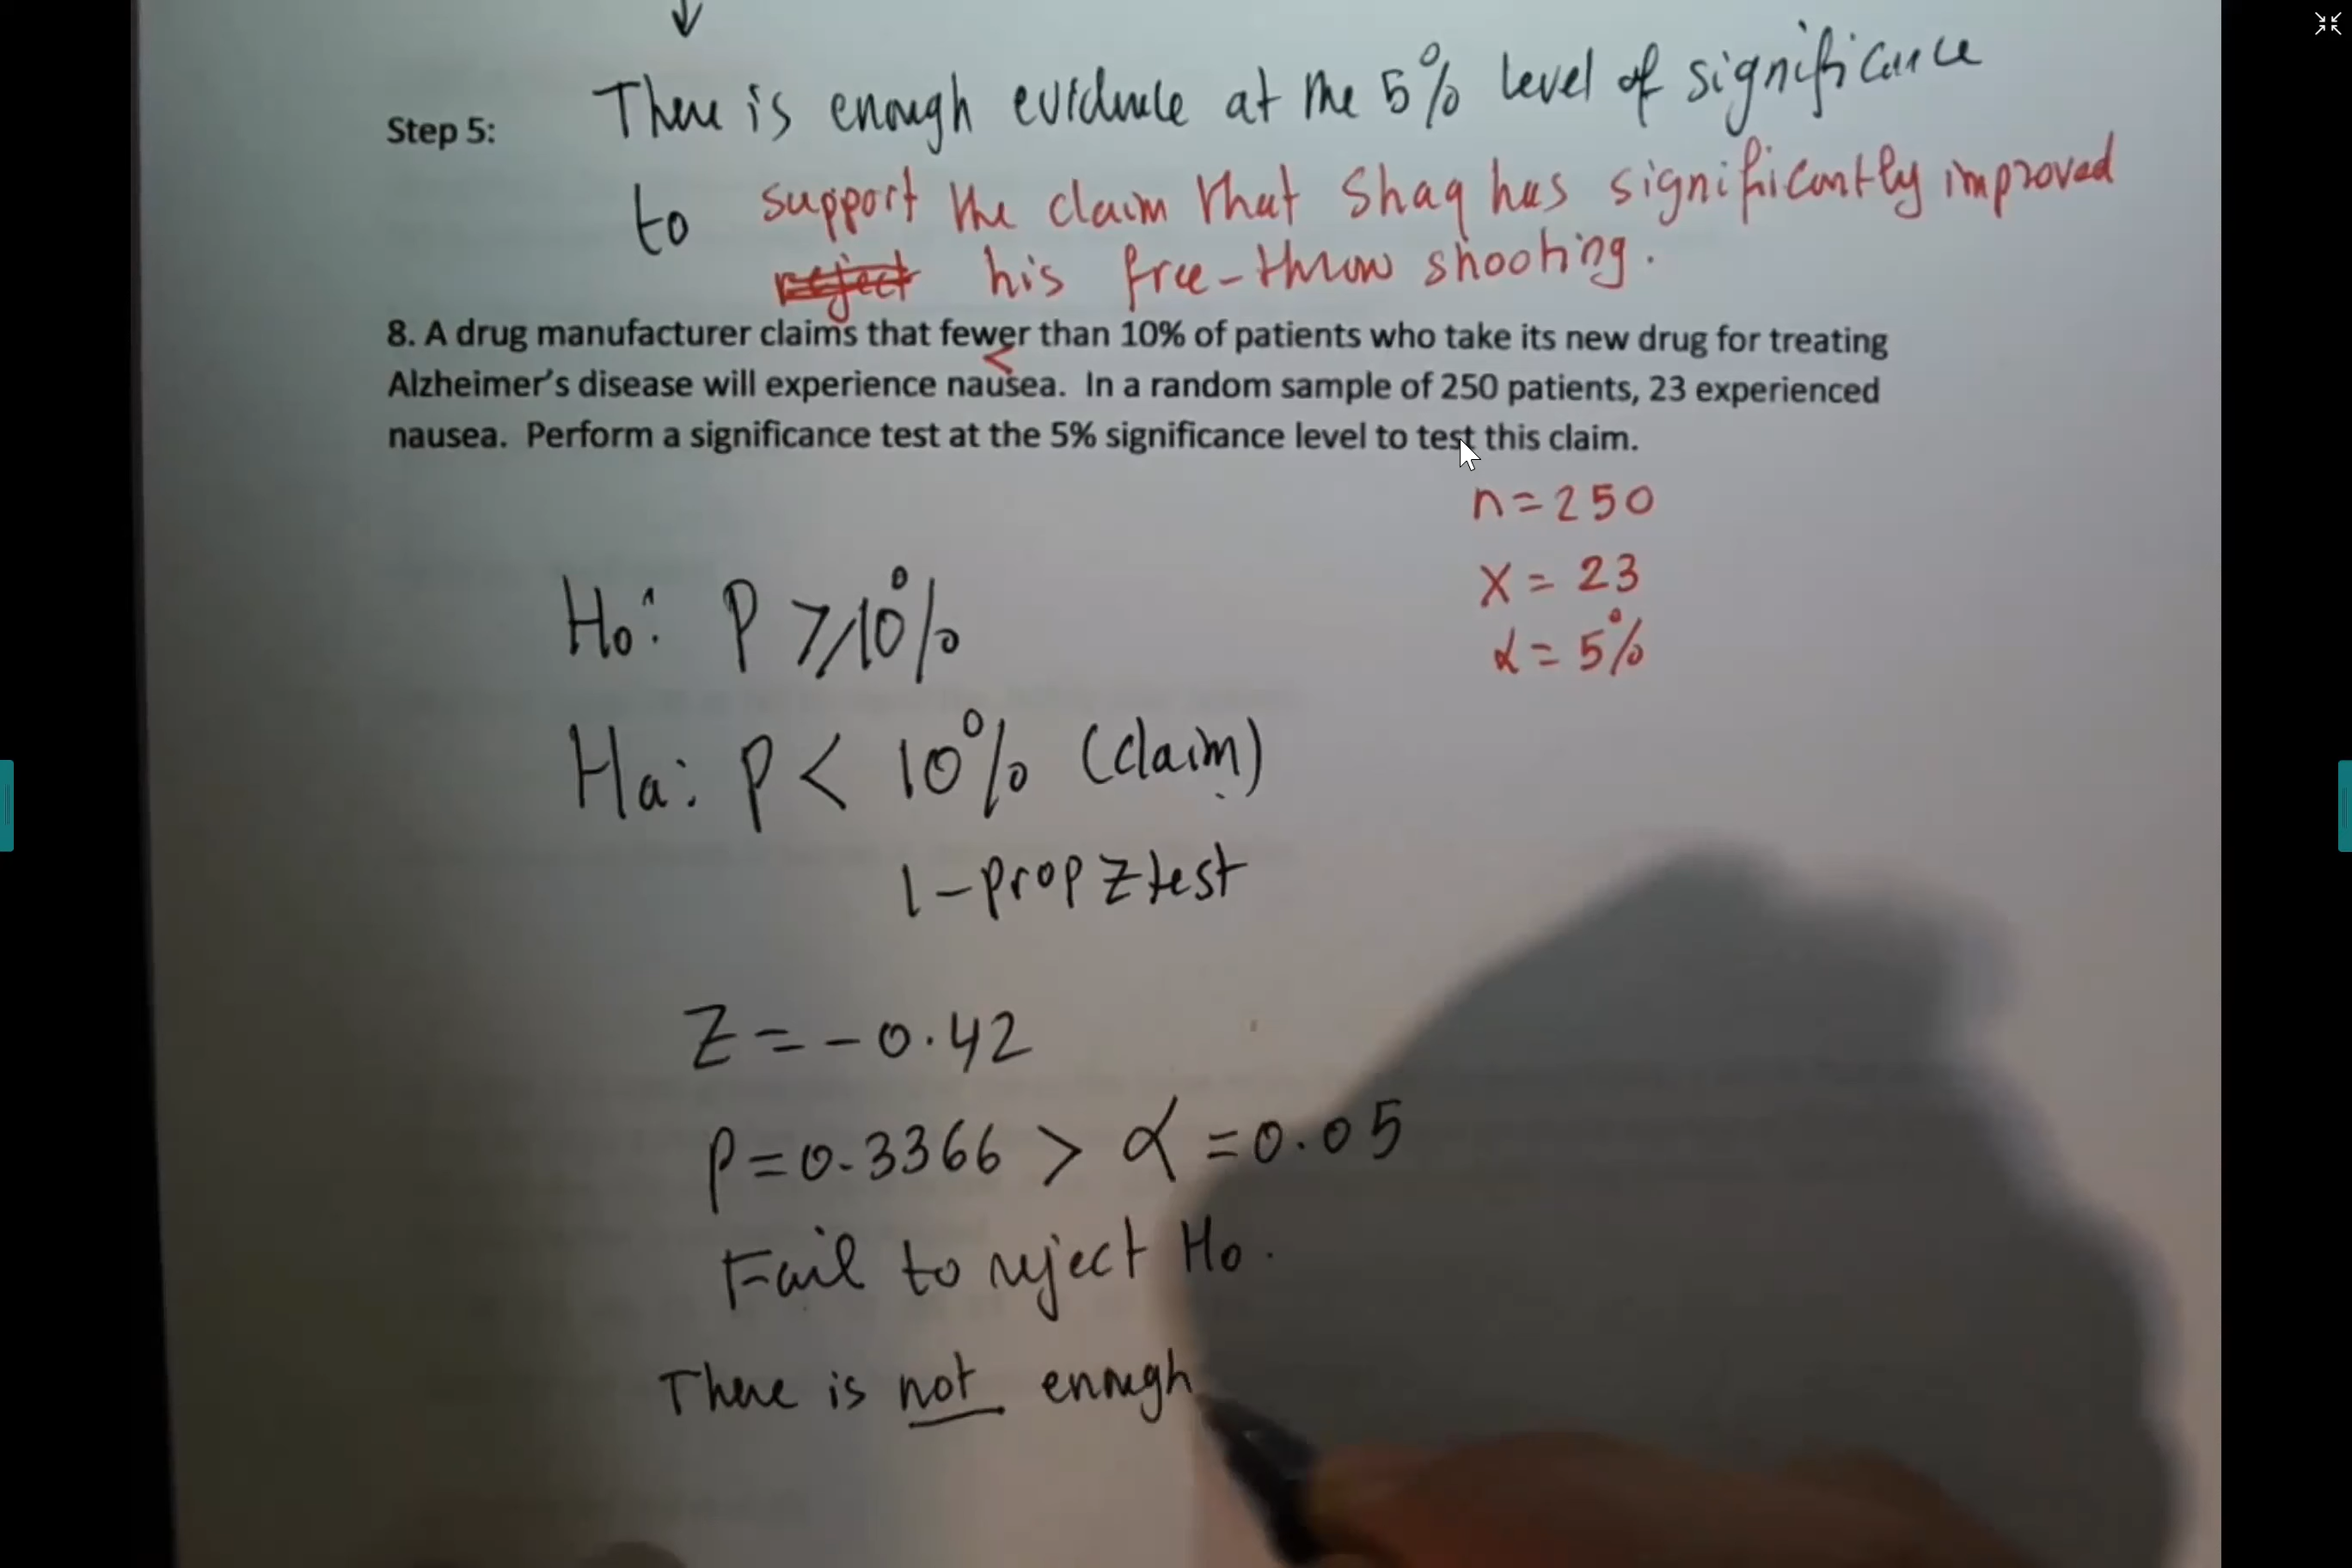 There is enough evidence at the 5% level of significance
Step 5:
to support the claim that Shaq has significantly improved
reject his free-throw shooting.
8. A drug manufacturer claims that fewer than 10% of patients who take its new drug for treating
<
Alzheimer's disease will experience nausea. In a random sample of 250 patients, 23 experienced
nausea. Perform a significance test at the 5% significance level to test this claim.
n = 250
x = 23
α = 5%
Ho: P ⩾ 10%
Ha: P < 10% (claim)
1-prop Z test
Z = -0.42
P = 0.3366 > α = 0.05
Fail to reject Ho.
There is not enough